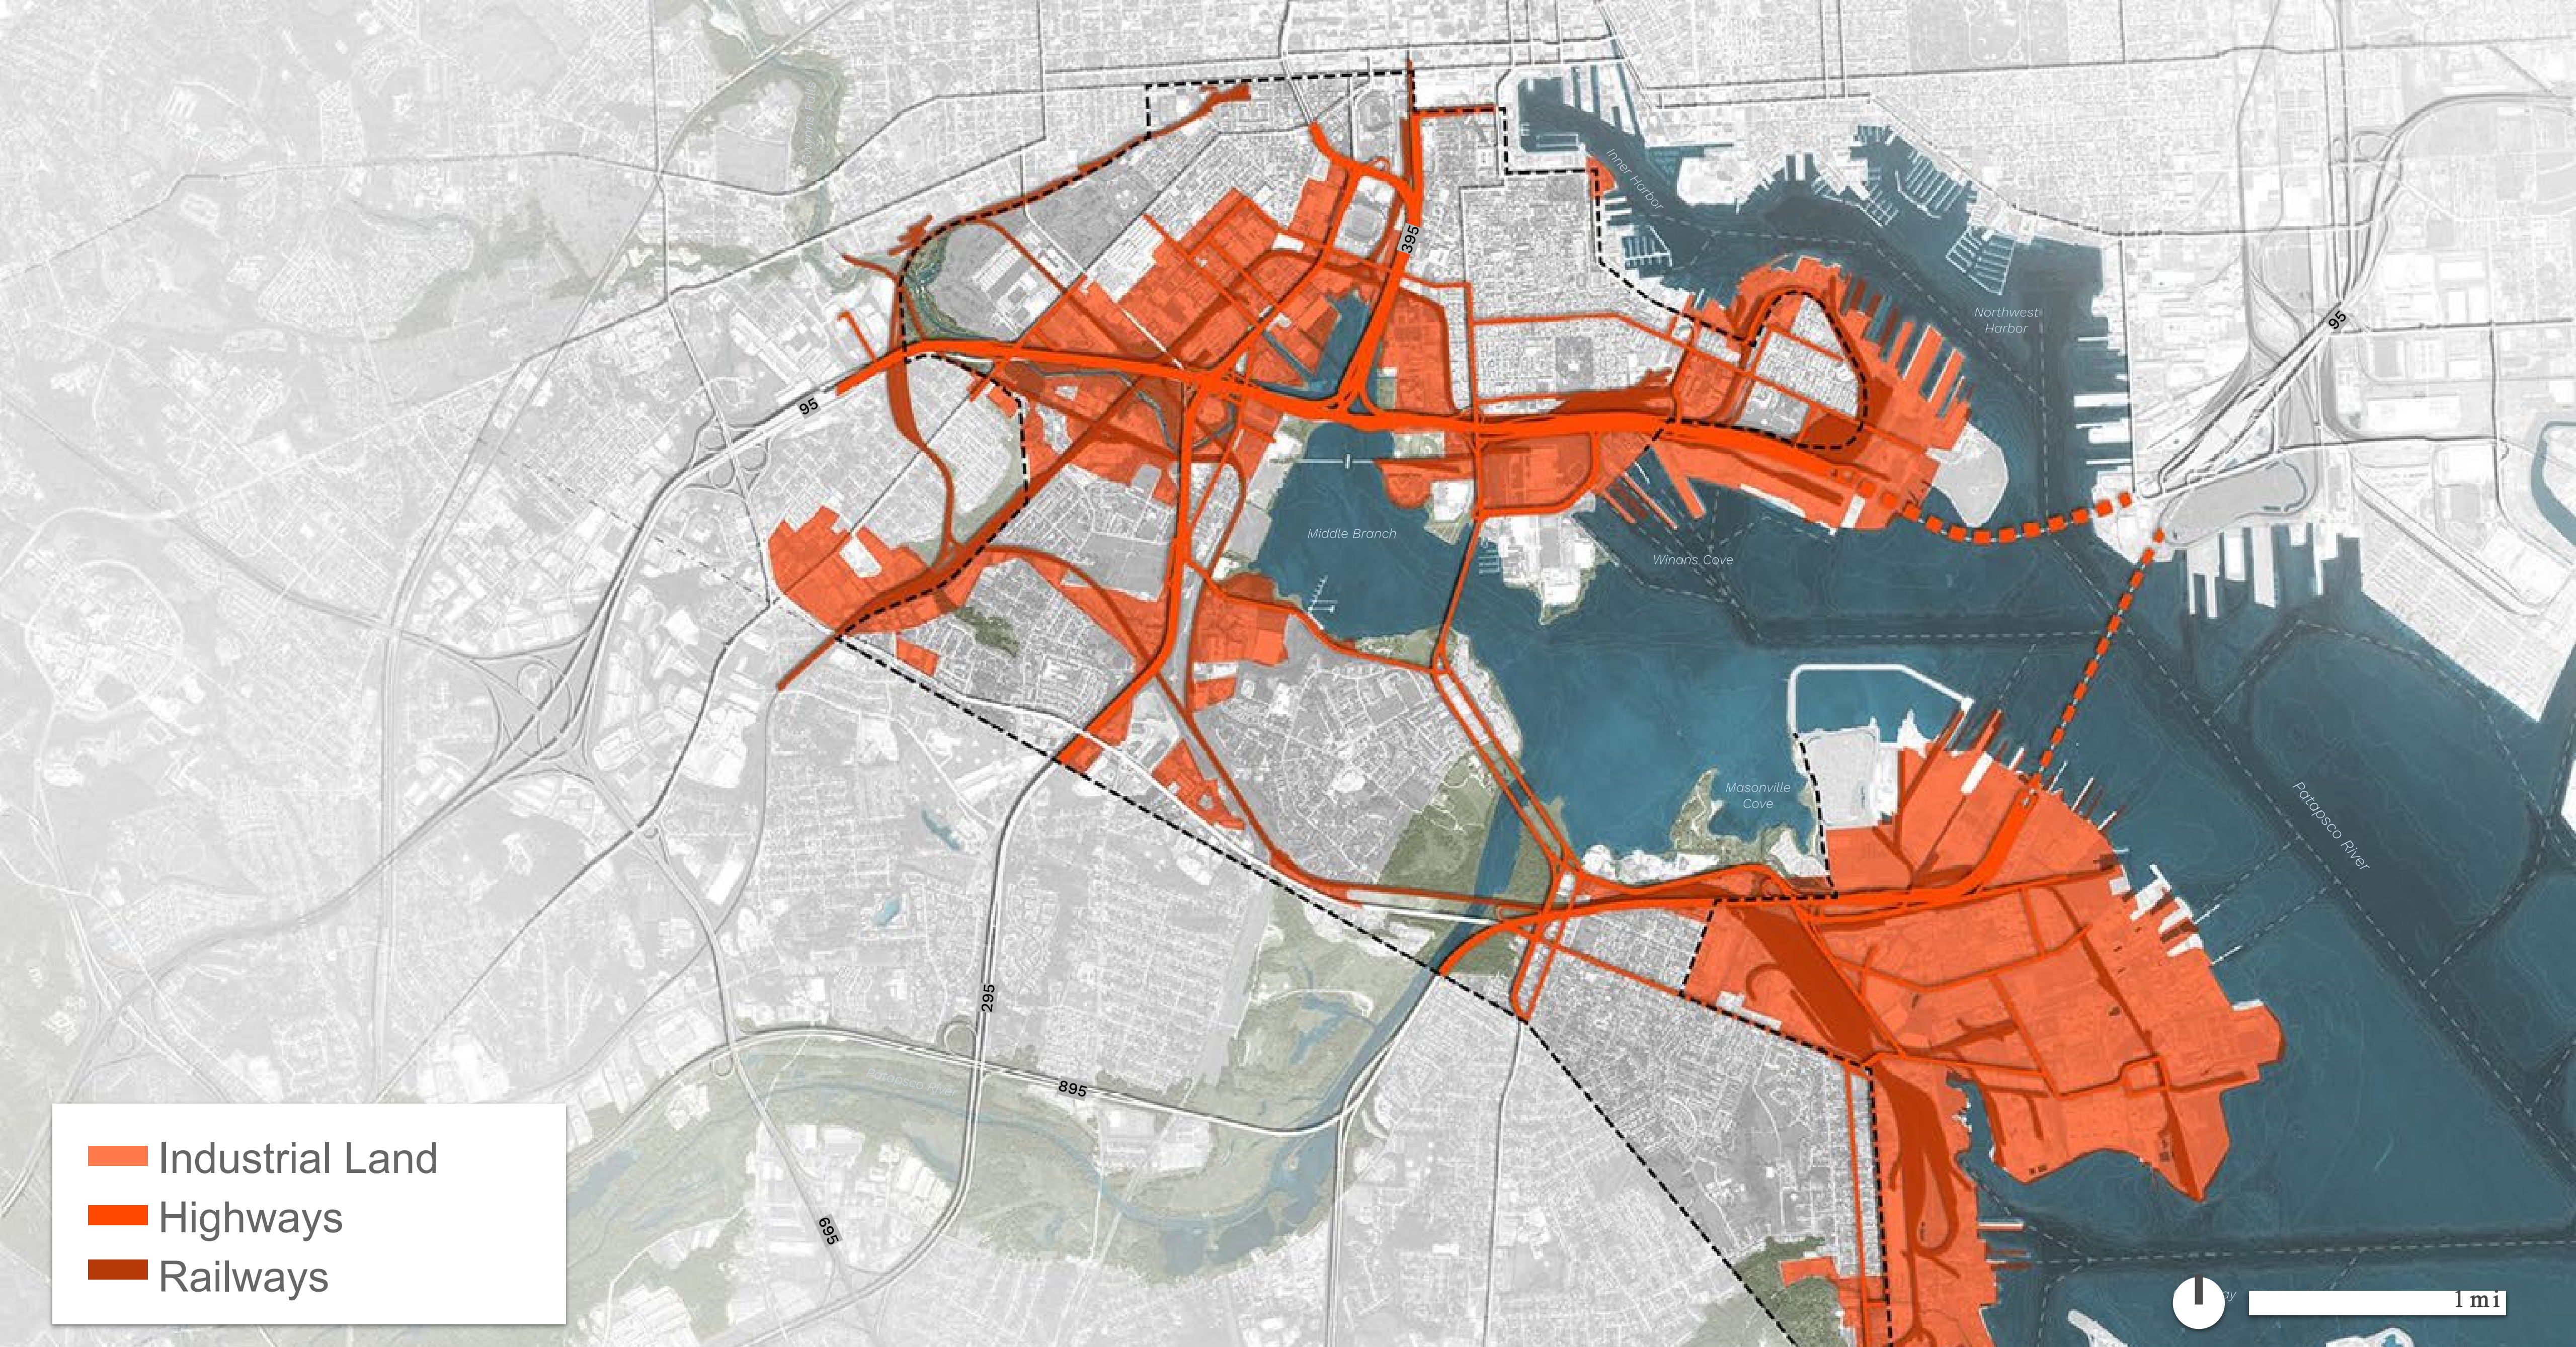 Inner Harbor
395
Northwest
Harbor
95
95
Middle Branch
Winans Cove
Masonville
Cove
Patapsco River
295
895
695
Industrial Land
Highways
Railways
1 mi